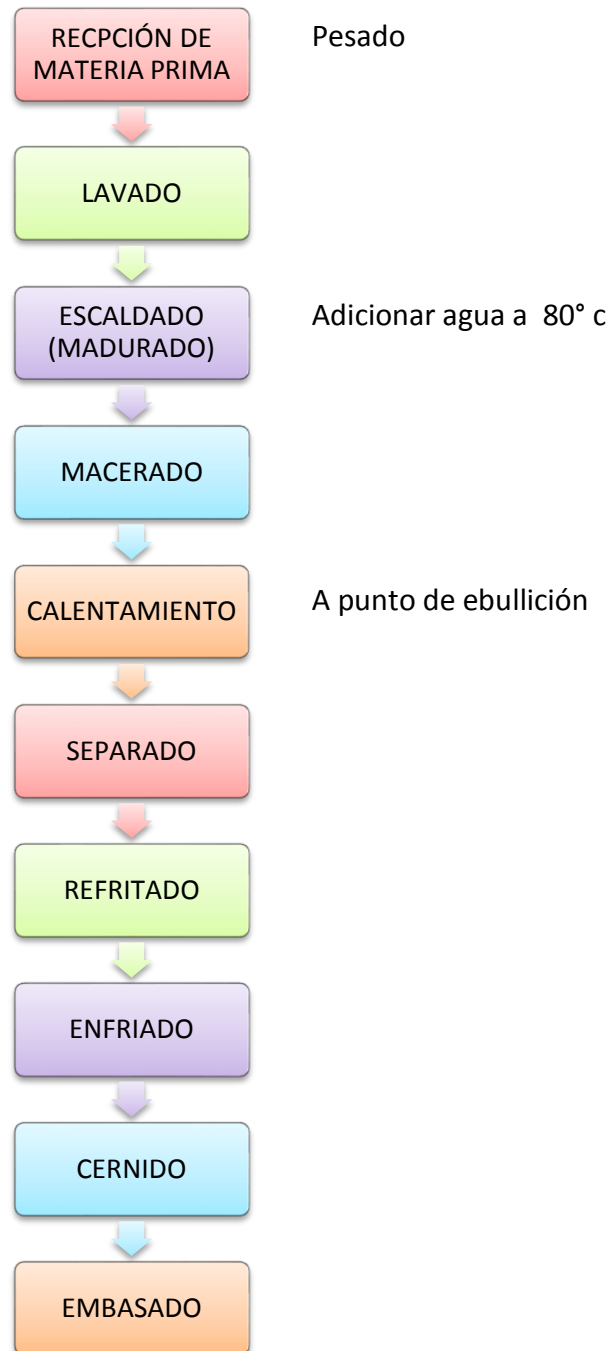 RECPCIÓN DE
MATERIA PRIMA
Pesado
LAVADO
ESCALDADO
(MADURADO)
Adicionar agua a  80° c
MACERADO
CALENTAMIENTO
A punto de ebullición
SEPARADO
REFRITADO
ENFRIADO
CERNIDO
EMBASADO